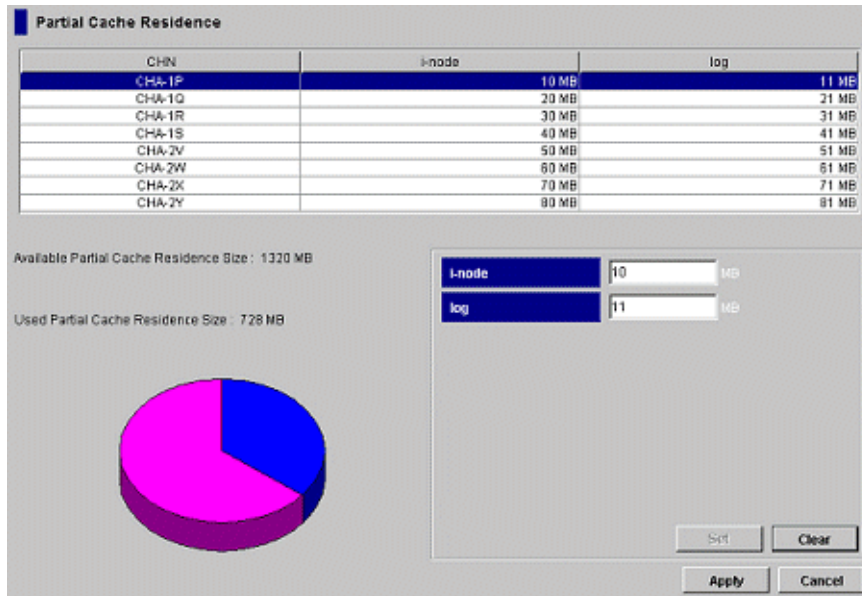 Partial Cache Residence
CHN i-node log
CHA-1P 10 MB 11 MB
CHA-1Q 20 MB 21 MB
CHA-1R 30 MB 31 MB
CHA-1S 40 MB 41 MB
CHA-2V 50 MB 51 MB
CHA-2W 60 MB 61 MB
CHA-2X 70 MB 71 MB
CHA-2Y 80 MB 81 MB
Available Partial Cache Residence Size : 1320 MB
Used Partial Cache Residence Size : 728 MB
i-node 10 MB
log 11 MB
Set Clear
Apply Cancel